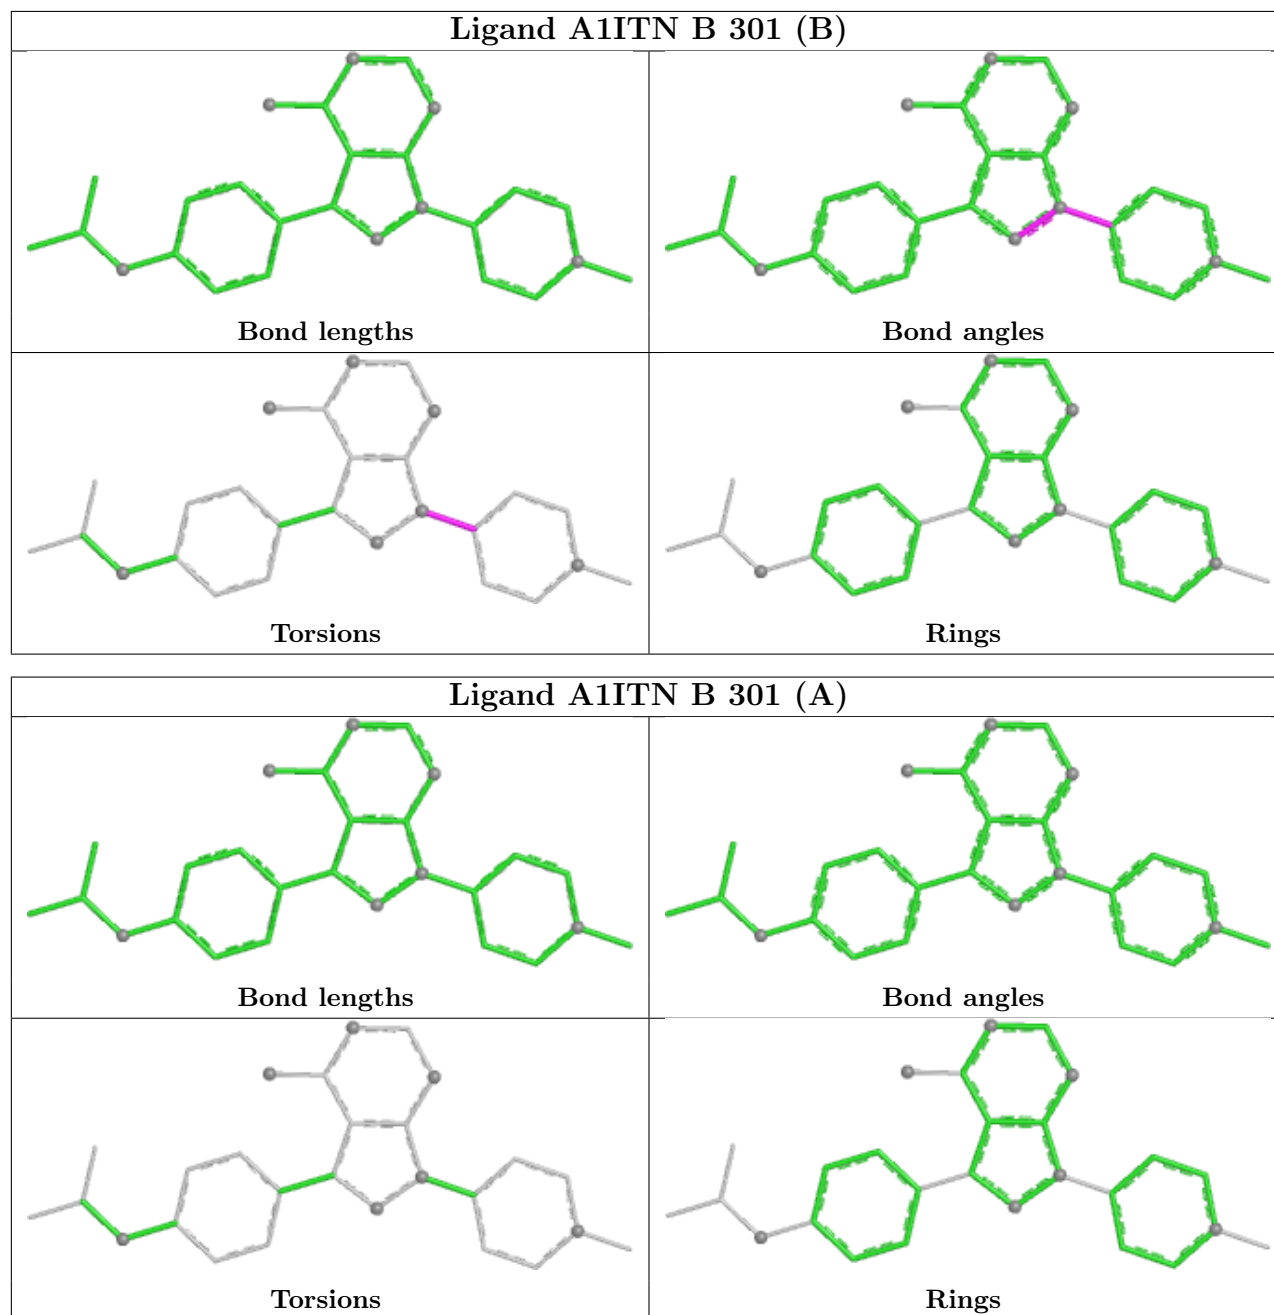 Ligand A1ITN B 301 (B)
Bond lengths
Bond angles
Torsions
Rings
Ligand A1ITN B 301 (A)
Bond lengths
Bond angles
Torsions
Rings